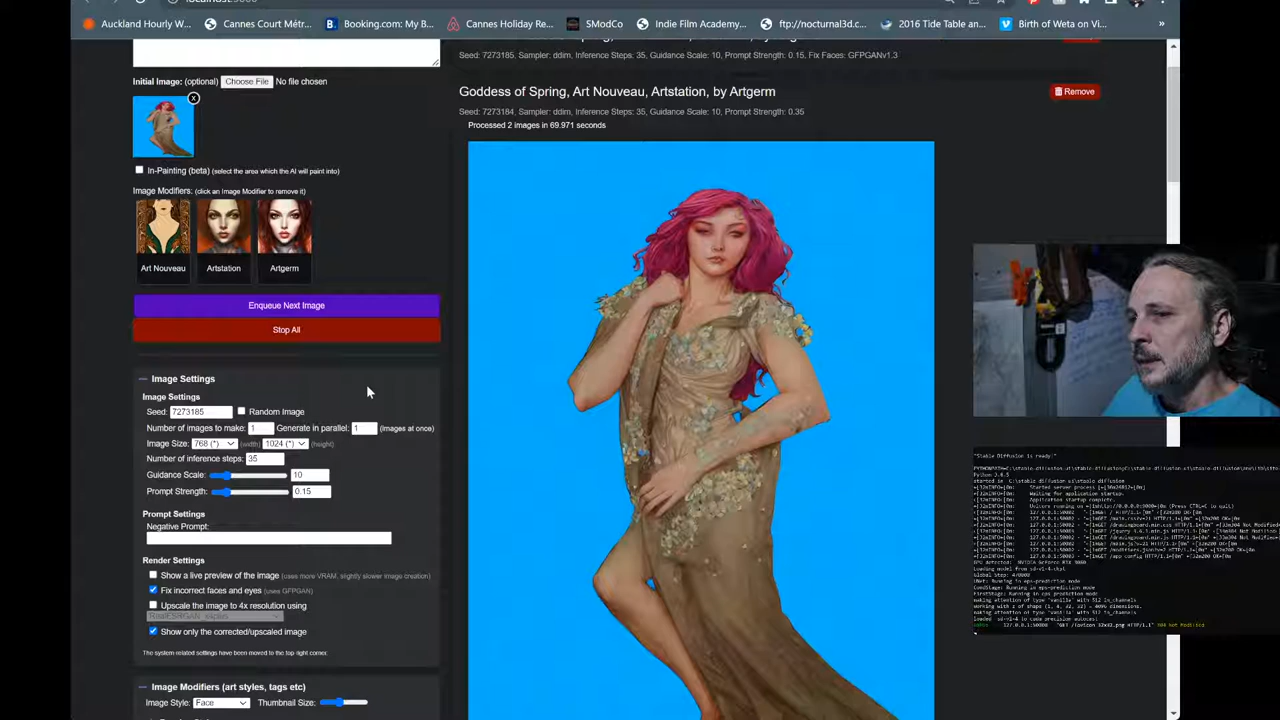 Auckland Hourly W...
Cannes Court Métr...
Booking.com: My B...
Cannes Holiday Re...
SModCo
Indie Film Academy...
ftp://nocturnal3d.c...
2016 Tide Table an...
Birth of Weta on Vi...
»
Seed: 7273185, Sampler: ddim, Inference Steps: 35, Guidance Scale: 10, Prompt Strength: 0.15, Fix Faces: GFPGANv1.3
Initial Image: (optional) Choose File No file chosen
x
Goddess of Spring, Art Nouveau, Artstation, by Artgerm
Remove
Seed: 7273184, Sampler: ddim, Inference Steps: 35, Guidance Scale: 10, Prompt Strength: 0.35
Processed 2 images in 69.971 seconds
In-Painting (beta) (select the area which the AI will paint into)
Image Modifiers: (click an Image Modifier to remove it)
Art Nouveau
Artstation
Artgerm
Enqueue Next Image
Stop All
Image Settings
Image Settings
Seed: 7273185 Random Image
Number of images to make: 1 Generate in parallel: 1 (images at once)
Image Size: 768 (*) (width) 1024 (*) (height)
Number of inference steps: 35
Guidance Scale: 10
Prompt Strength: 0.15
Prompt Settings
Negative Prompt:
Render Settings
Show a live preview of the image (uses more VRAM, slightly slower image creation)
Fix incorrect faces and eyes (uses GFPGAN)
Upscale the image to 4x resolution using
Show only the corrected/upscaled image
The system-related settings have been moved to the top right corner.
Image Modifiers (art styles, tags etc)
Image Style: Face Thumbnail Size:
"Stable Diffusion is ready!"
Python 3.8.5